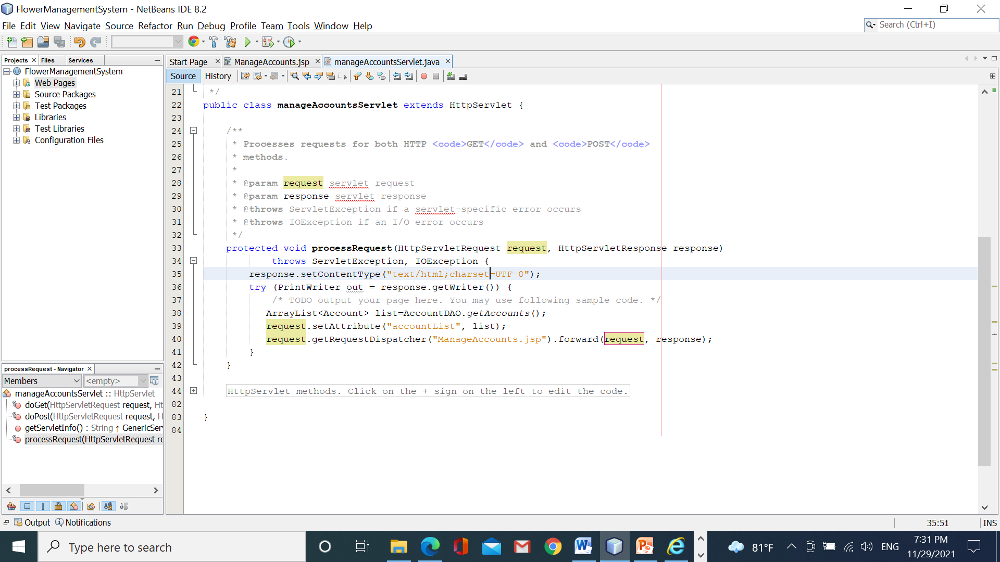 FlowerManagementSystem - NetBeans IDE 8.2
File Edit View Navigate Source Refactor Run Debug Profile Team Tools Window Help
Search (Ctrl+I)
Projects Files Services
FlowerManagementSystem
Web Pages
Source Packages
Test Packages
Libraries
Test Libraries
Configuration Files
Start Page ManageAccounts.jsp manageAccountsServlet.java
Source History
21 */
22 public class manageAccountsServlet extends HttpServlet {
23
24 /**
25 * Processes requests for both HTTP <code>GET</code> and <code>POST</code>
26 * methods.
27 *
28 * @param request servlet request
29 * @param response servlet response
30 * @throws ServletException if a servlet-specific error occurs
31 * @throws IOException if an I/O error occurs
32 */
33 protected void processRequest(HttpServletRequest request, HttpServletResponse response)
34 throws ServletException, IOException {
35 response.setContentType("text/html;charset=UTF-8");
36 try (PrintWriter out = response.getWriter()) {
37 /* TODO output your page here. You may use following sample code. */
38 ArrayList<Account> list=AccountDAO.getAccounts();
39 request.setAttribute("accountList", list);
40 request.getRequestDispatcher("ManageAccounts.jsp").forward(request, response);
41 }
42 }
43
44 HttpServlet methods. Click on the + sign on the left to edit the code.
82
83 }
84
processRequest - Navigator
Members <empty>
manageAccountsServlet :: HttpServlet
doGet(HttpServletRequest request, Ht
doPost(HttpServletRequest request, H
getServletInfo() : String ↑ GenericSer
processRequest(HttpServletRequest re
Output Notifications
35:51 INS
Type here to search
81°F ENG
7:31 PM
11/29/2021